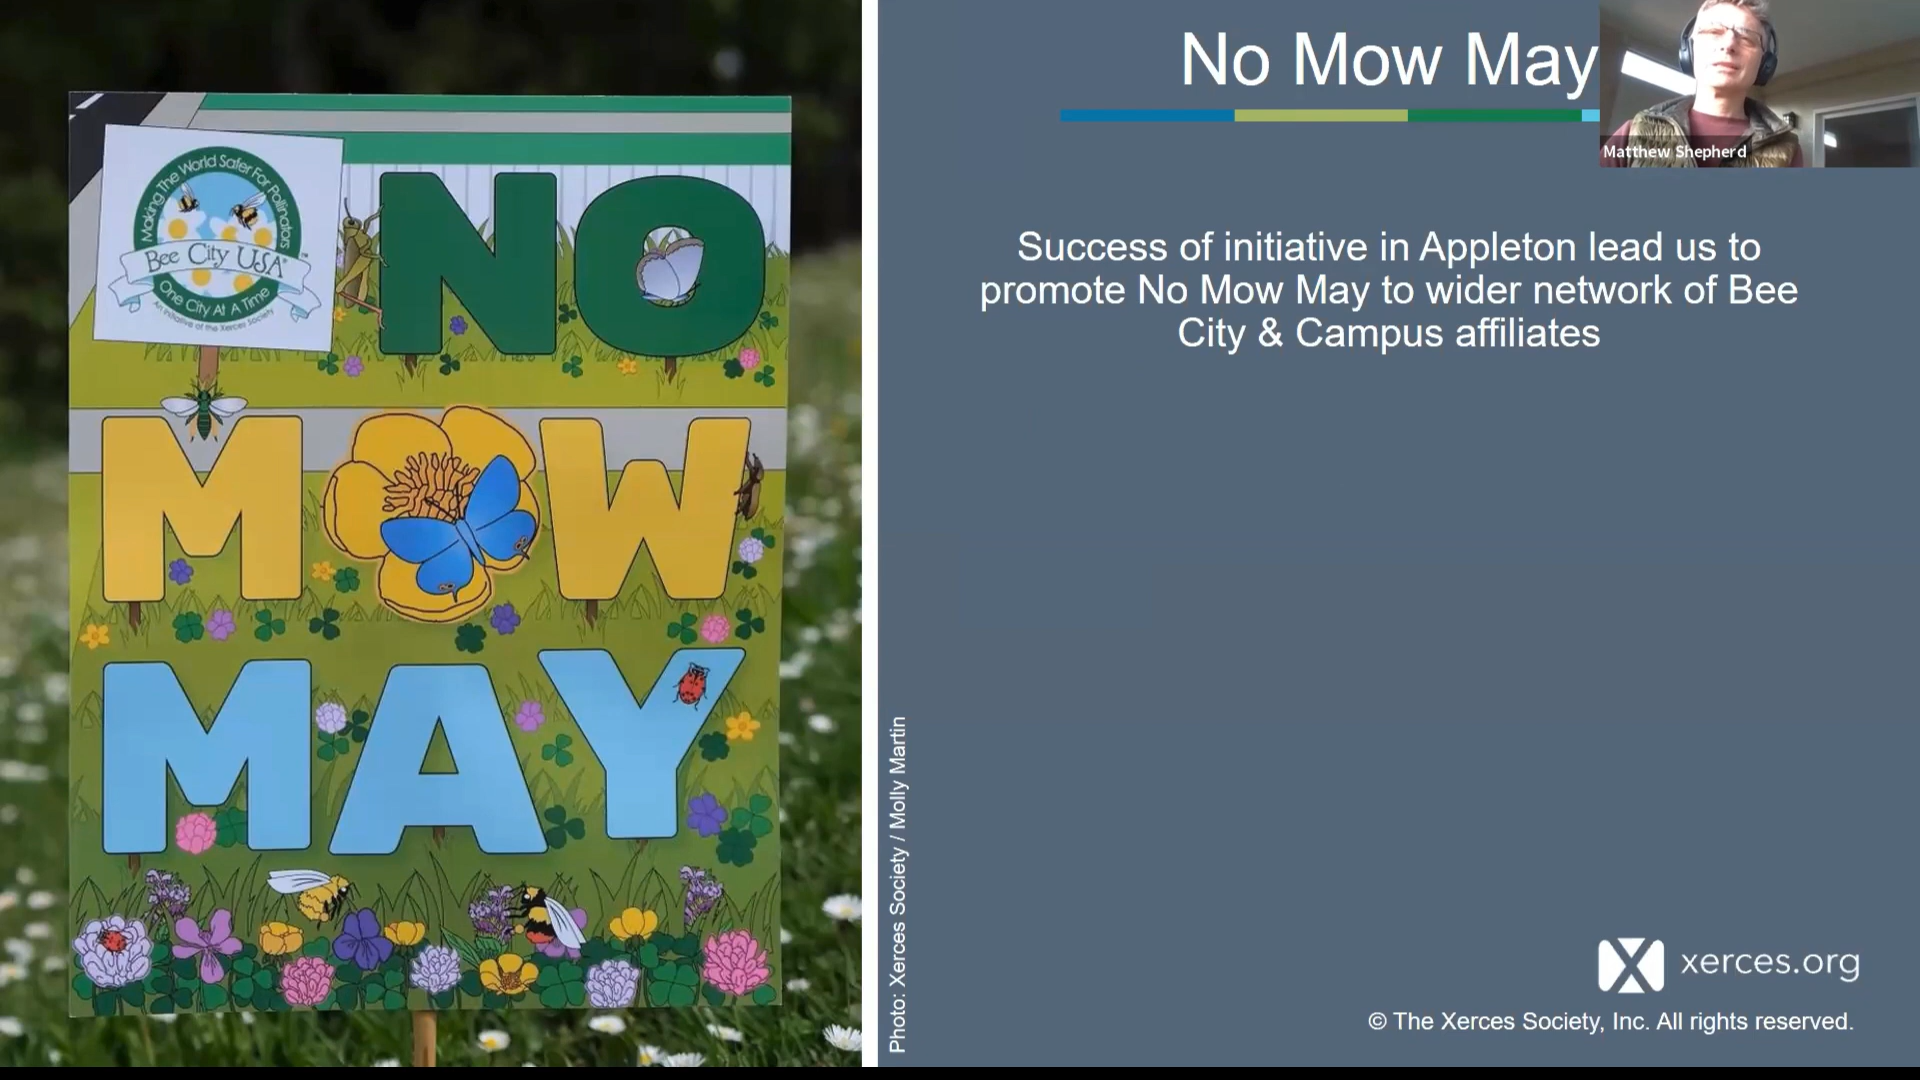 Making The World Safer For Pollinators
Bee City USA
™
One City At A Time
An initiative of the Xerces Society
NO
MOW
MAY
Photo: Xerces Society / Molly Martin
No Mow May
Matthew Shepherd
Success of initiative in Appleton lead us to
promote No Mow May to wider network of Bee
City & Campus affiliates
xerces.org
© The Xerces Society, Inc. All rights reserved.